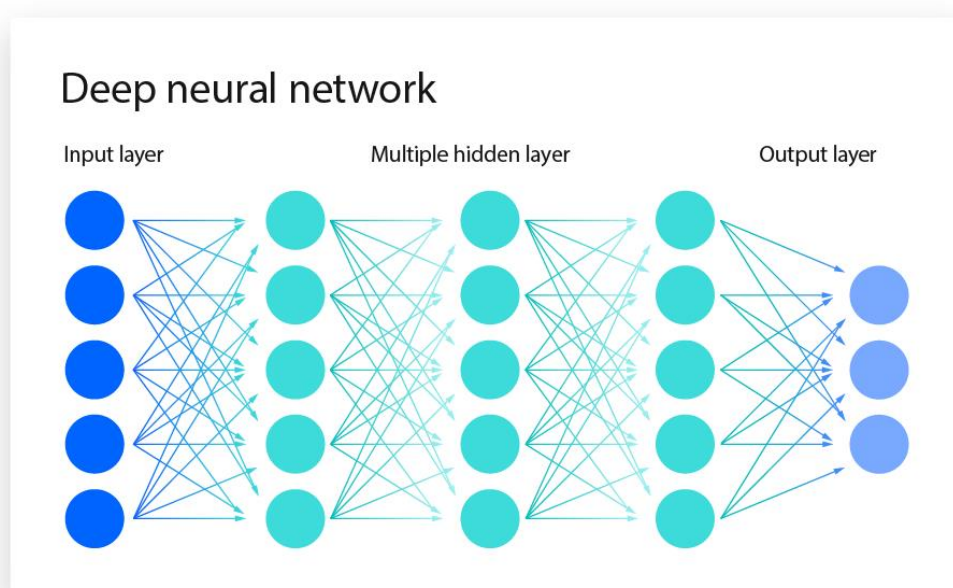 Deep neural network
Input layer
Multiple hidden layer
Output layer